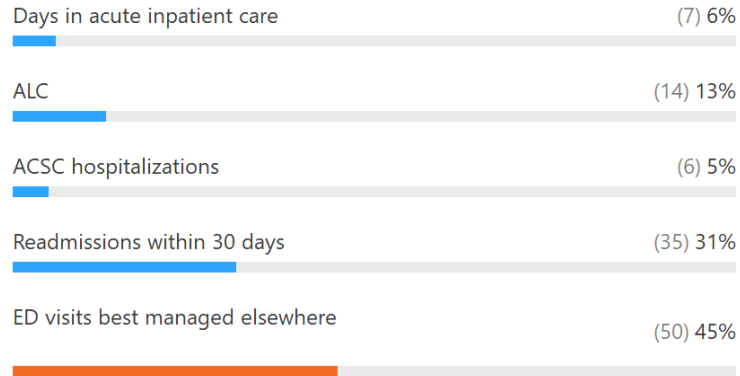 Days in acute inpatient care (7) 6%
ALC (14) 13%
ACSC hospitalizations (6) 5%
Readmissions within 30 days (35) 31%
ED visits best managed elsewhere (50) 45%